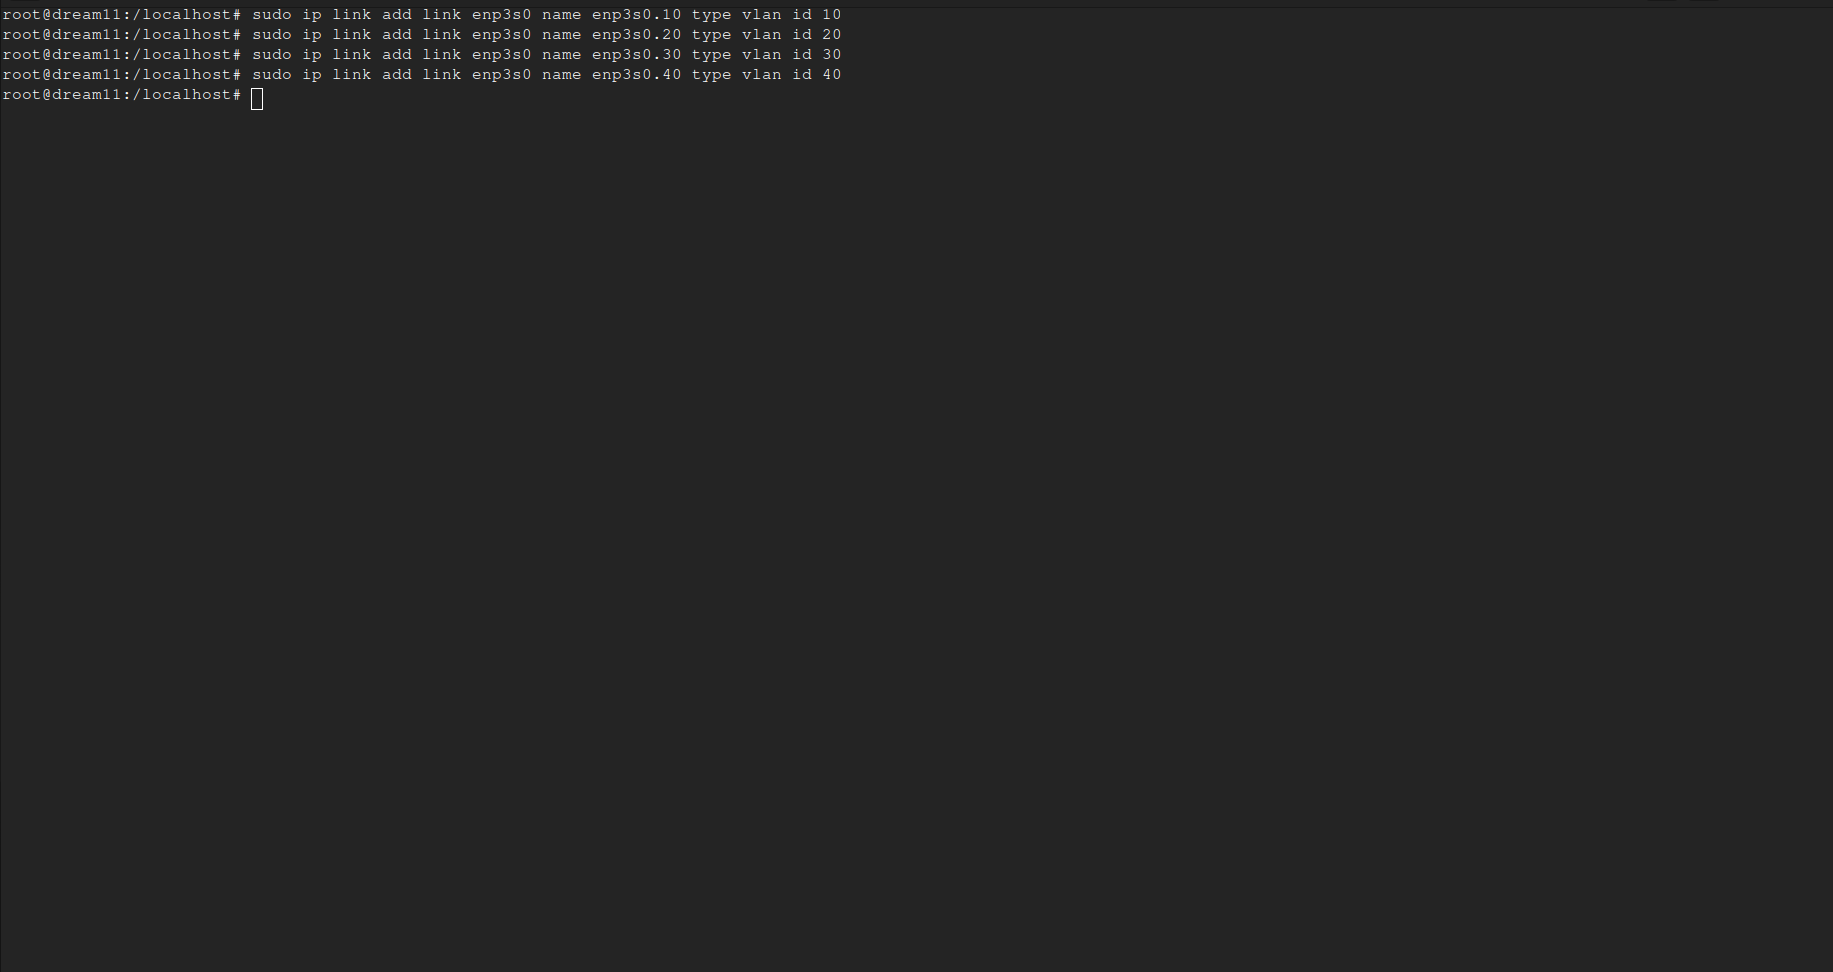 root@dream11:/localhost# sudo ip link add link enp3s0 name enp3s0.10 type vlan id 10
root@dream11:/localhost# sudo ip link add link enp3s0 name enp3s0.20 type vlan id 20
root@dream11:/localhost# sudo ip link add link enp3s0 name enp3s0.30 type vlan id 30
root@dream11:/localhost# sudo ip link add link enp3s0 name enp3s0.40 type vlan id 40
root@dream11:/localhost#